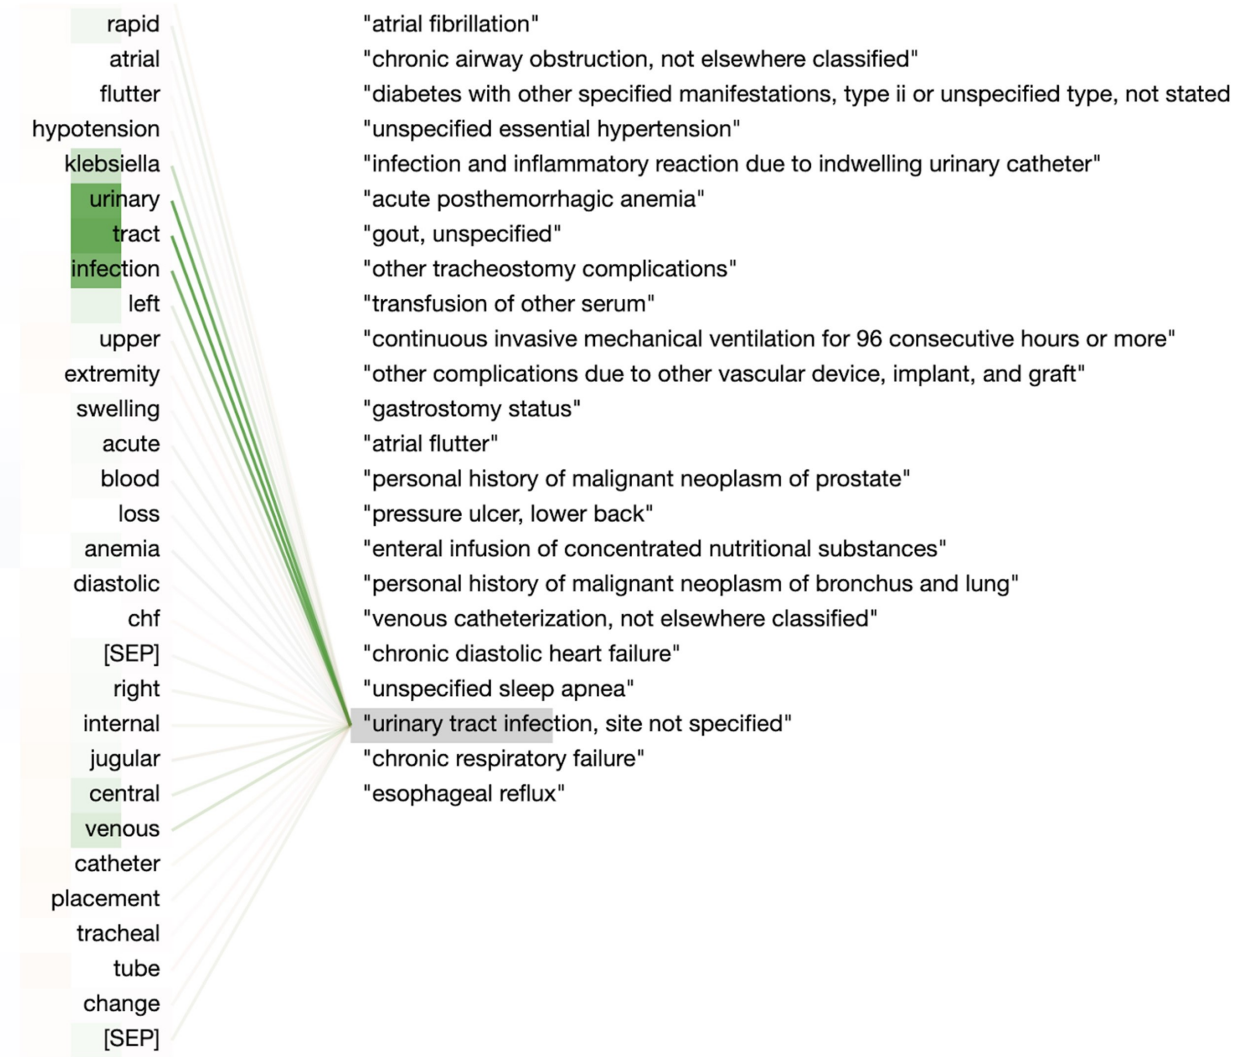 rapid "atrial fibrillation"
atrial "chronic airway obstruction, not elsewhere classified"
flutter "diabetes with other specified manifestations, type ii or unspecified type, not stated
hypotension "unspecified essential hypertension"
klebsiella "infection and inflammatory reaction due to indwelling urinary catheter"
urinary "acute posthemorrhagic anemia"
tract "gout, unspecified"
infection "other tracheostomy complications"
left "transfusion of other serum"
upper "continuous invasive mechanical ventilation for 96 consecutive hours or more"
extremity "other complications due to other vascular device, implant, and graft"
swelling "gastrostomy status"
acute "atrial flutter"
blood "personal history of malignant neoplasm of prostate"
loss "pressure ulcer, lower back"
anemia "enteral infusion of concentrated nutritional substances"
diastolic "personal history of malignant neoplasm of bronchus and lung"
chf "venous catheterization, not elsewhere classified"
[SEP] "chronic diastolic heart failure"
right "unspecified sleep apnea"
internal "urinary tract infection, site not specified"
jugular "chronic respiratory failure"
central "esophageal reflux"
venous
catheter
placement
tracheal
tube
change
[SEP]